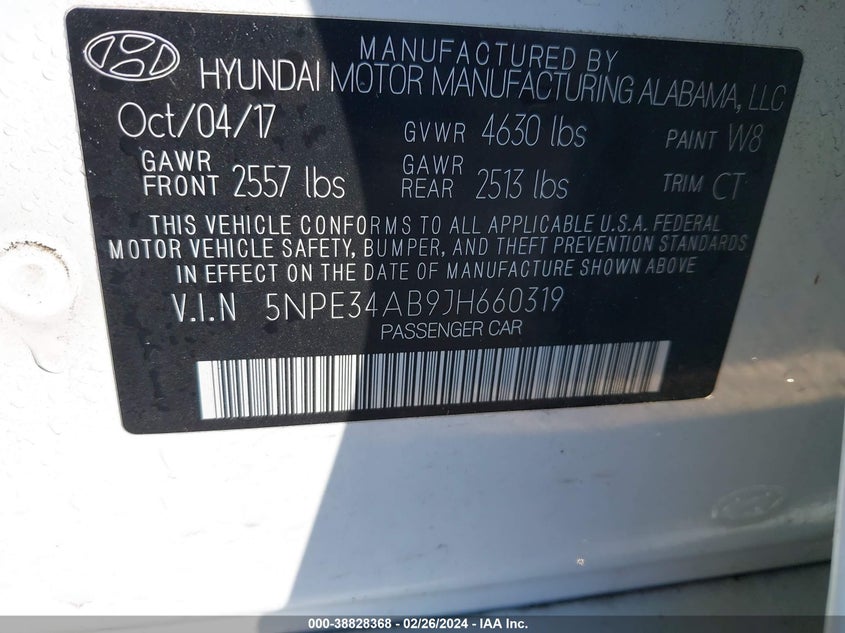 MANUFACTURED BY
HYUNDAI MOTOR MANUFACTURING ALABAMA, LLC
Oct/04/17 GVWR 4630 lbs PAINT W8
GAWR FRONT 2557 lbs GAWR REAR 2513 lbs TRIM CT
THIS VEHICLE CONFORMS TO ALL APPLICABLE U.S.A. FEDERAL
MOTOR VEHICLE SAFETY, BUMPER, AND THEFT PREVENTION STANDARDS
IN EFFECT ON THE DATE OF MANUFACTURE SHOWN ABOVE
V.I.N 5NPE34AB9JH660319
PASSENGER CAR
000-38828368 - 02/26/2024 - IAA Inc.